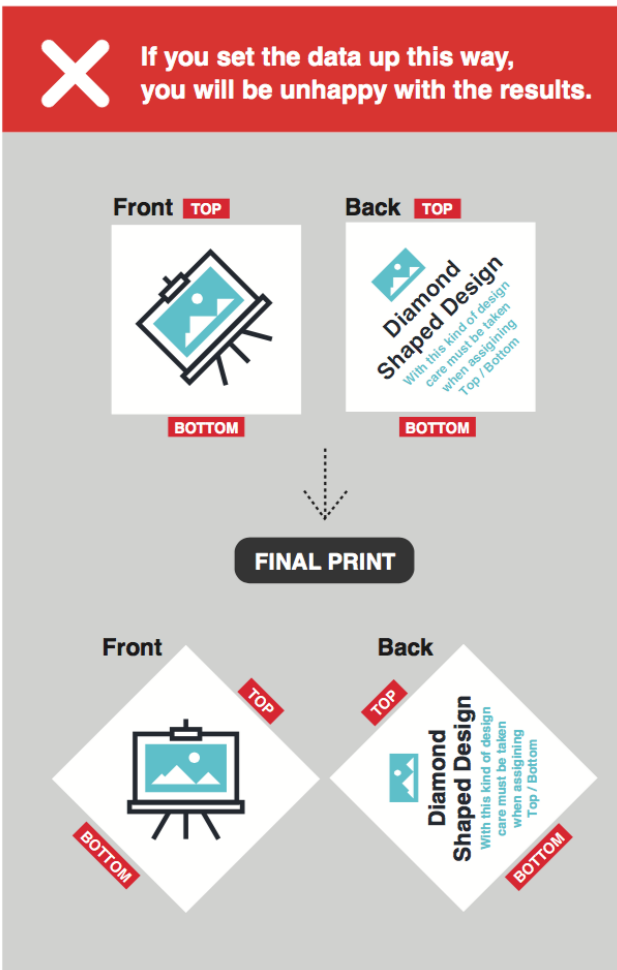 If you set the data up this way,
you will be unhappy with the results.
Front TOP
Back TOP
Diamond
Shaped Design
With this kind of design
care must be taken
when assigining
Top / Bottom
BOTTOM
BOTTOM
FINAL PRINT
Front
Back
TOP
TOP
Diamond
Shaped Design
With this kind of design
care must be taken
when assigining
Top / Bottom
BOTTOM
BOTTOM